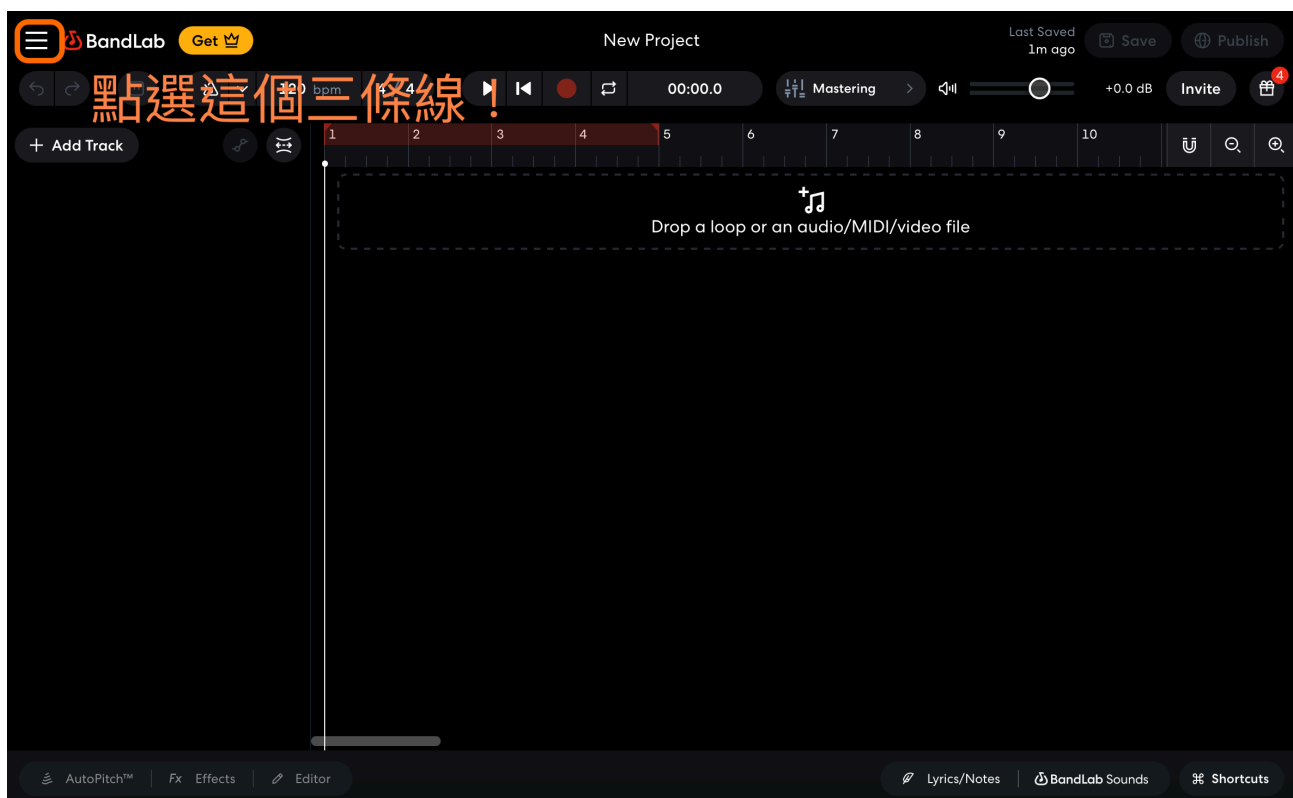 BandLab Get New Project Last Saved 1m ago Save Publish
點選這個三條線！
120 bpm 00:00.0 Mastering +0.0 dB Invite 4
+ Add Track 1 2 3 4 5 6 7 8 9 10
Drop a loop or an audio/MIDI/video file
AutoPitch™ Fx Effects Editor Lyrics/Notes BandLab Sounds ⌘ Shortcuts